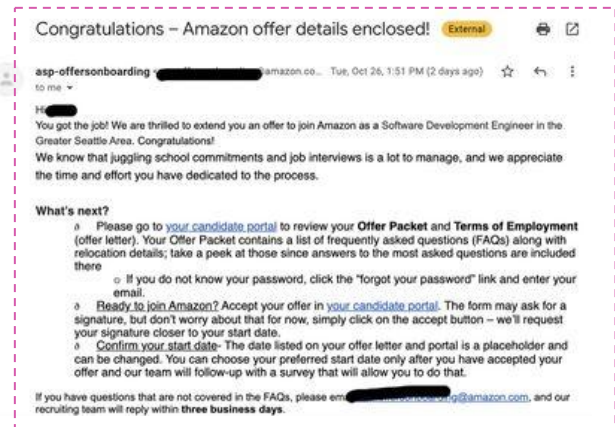 Congratulations – Amazon offer details enclosed! External
asp-offersonboarding amazon.co... Tue, Oct 26, 1:51 PM (2 days ago)
to me
Hi
You got the job! We are thrilled to extend you an offer to join Amazon as a Software Development Engineer in the
Greater Seattle Area. Congratulations!
We know that juggling school commitments and job interviews is a lot to manage, and we appreciate
the time and effort you have dedicated to the process.
What's next?
Please go to your candidate portal to review your Offer Packet and Terms of Employment
(offer letter). Your Offer Packet contains a list of frequently asked questions (FAQs) along with
relocation details; take a peek at those since answers to the most asked questions are included
there
o If you do not know your password, click the "forgot your password" link and enter your
email.
Ready to join Amazon? Accept your offer in your candidate portal. The form may ask for a
signature, but don't worry about that for now, simply click on the accept button – we'll request
your signature closer to your start date.
Confirm your start date- The date listed on your offer letter and portal is a placeholder and
can be changed. You can choose your preferred start date only after you have accepted your
offer and our team will follow-up with a survey that will allow you to do that.
If you have questions that are not covered in the FAQs, please em @amazon.com, and our
recruiting team will reply within three business days.